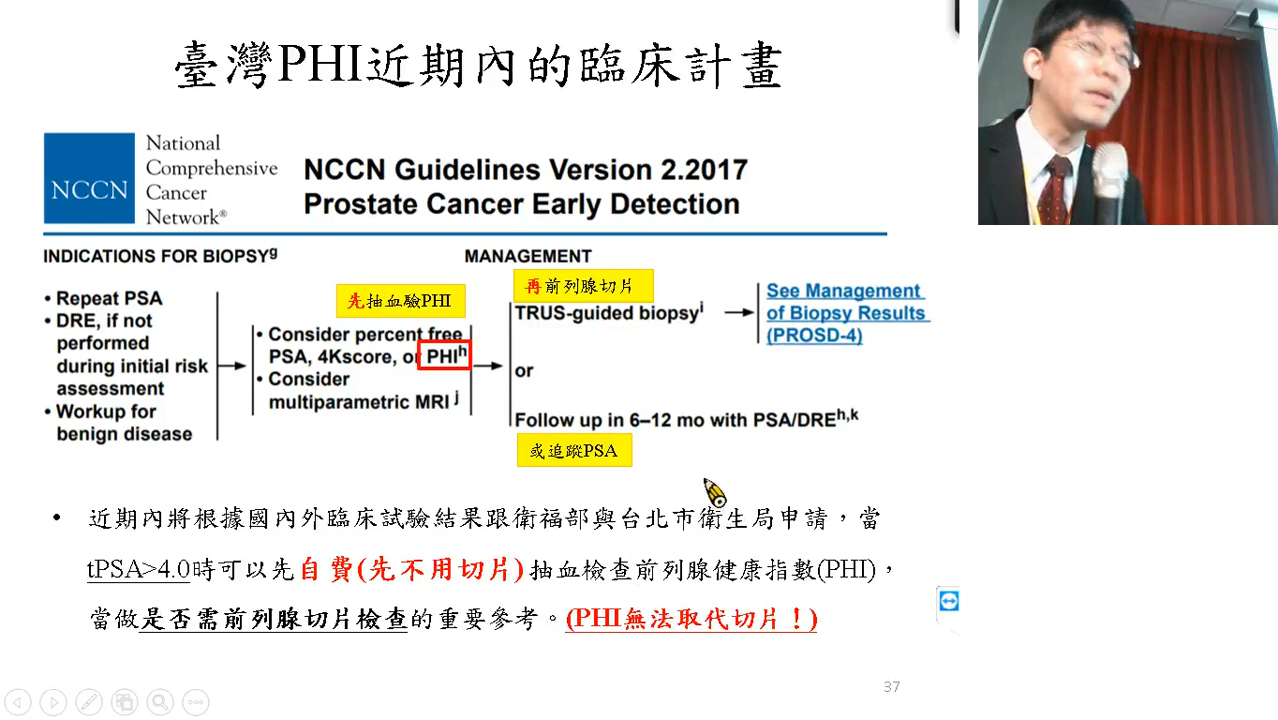 臺灣PHI近期內的臨床計畫
NCCN
National
Comprehensive
Cancer
Network®
NCCN Guidelines Version 2.2017
Prostate Cancer Early Detection
INDICATIONS FOR BIOPSYg
MANAGEMENT
• Repeat PSA
• DRE, if not
performed
during initial risk
assessment
• Workup for
benign disease
先抽血驗PHI
• Consider percent free
PSA, 4Kscore, or PHIh
• Consider
multiparametric MRI j
再前列腺切片
TRUS-guided biopsyi
or
Follow up in 6–12 mo with PSA/DREh,k
或追蹤PSA
See Management
of Biopsy Results
(PROSD-4)
• 近期內將根據國內外臨床試驗結果跟衛福部與台北市衛生局申請，當
tPSA>4.0時可以先自費(先不用切片)抽血檢查前列腺健康指數(PHI)，
當做是否需前列腺切片檢查的重要參考。(PHI無法取代切片！)
37